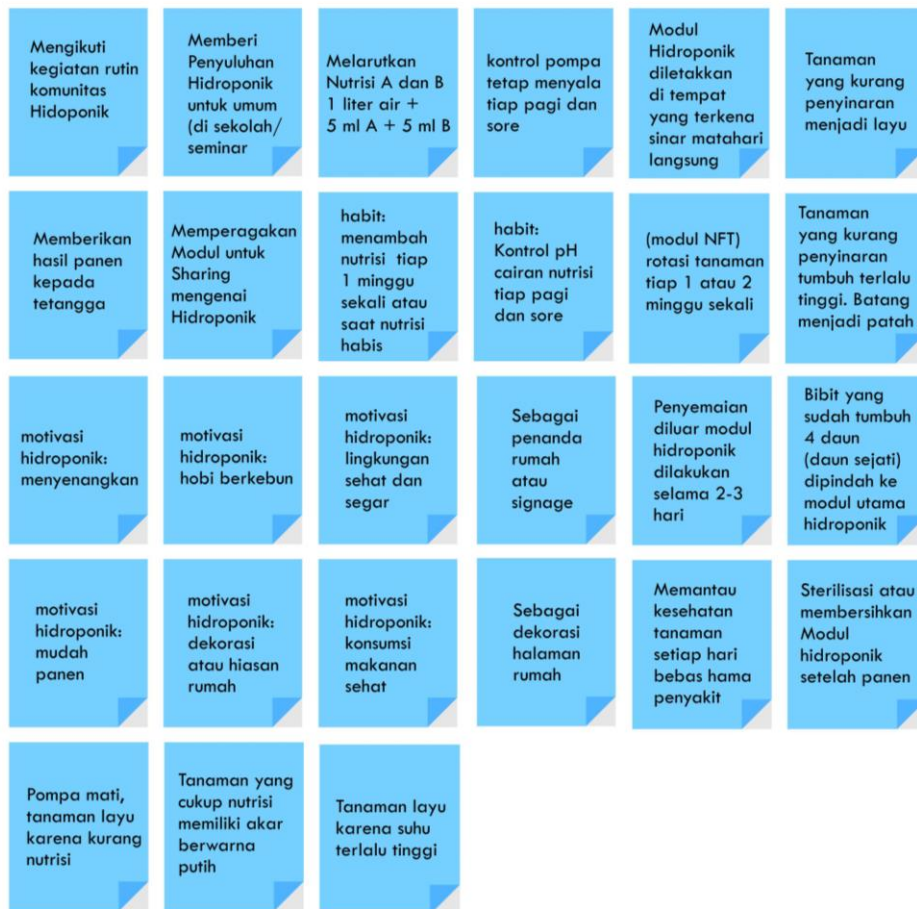 Mengikuti
kegiatan rutin
komunitas
Hidoponik
Memberi
Penyuluhan
Hidroponik
untuk umum
(di sekolah/
seminar
Melarutkan
Nutrisi A dan B
1 liter air +
5 ml A + 5 ml B
kontrol pompa
tetap menyala
tiap pagi dan
sore
Modul
Hidroponik
diletakkan
di tempat
yang terkena
sinar matahari
langsung
Tanaman
yang kurang
penyinaran
menjadi layu
Memberikan
hasil panen
kepada
tetangga
Memperagakan
Modul untuk
Sharing
mengenai
Hidroponik
habit:
menambah
nutrisi tiap
1 minggu
sekali atau
saat nutrisi
habis
habit:
Kontrol pH
cairan nutrisi
tiap pagi
dan sore
(modul NFT)
rotasi tanaman
tiap 1 atau 2
minggu sekali
Tanaman
yang kurang
penyinaran
tumbuh terlalu
tinggi. Batang
menjadi patah
motivasi
hidroponik:
menyenangkan
motivasi
hidroponik:
hobi berkebun
motivasi
hidroponik:
lingkungan
sehat dan
segar
Sebagai
penanda
rumah
atau
signage
Penyemaian
diluar modul
hidroponik
dilakukan
selama 2-3
hari
Bibit yang
sudah tumbuh
4 daun
(daun sejati)
dipindah ke
modul utama
hidroponik
motivasi
hidroponik:
mudah
panen
motivasi
hidroponik:
dekorasi
atau hiasan
rumah
motivasi
hidroponik:
konsumsi
makanan
sehat
Sebagai
dekorasi
halaman
rumah
Memantau
kesehatan
tanaman
setiap hari
bebas hama
penyakit
Sterilisasi atau
membersihkan
Modul
hidroponik
setelah panen
Pompa mati,
tanaman layu
karena kurang
nutrisi
Tanaman yang
cukup nutrisi
memiliki akar
berwarna
putih
Tanaman layu
karena suhu
terlalu tinggi